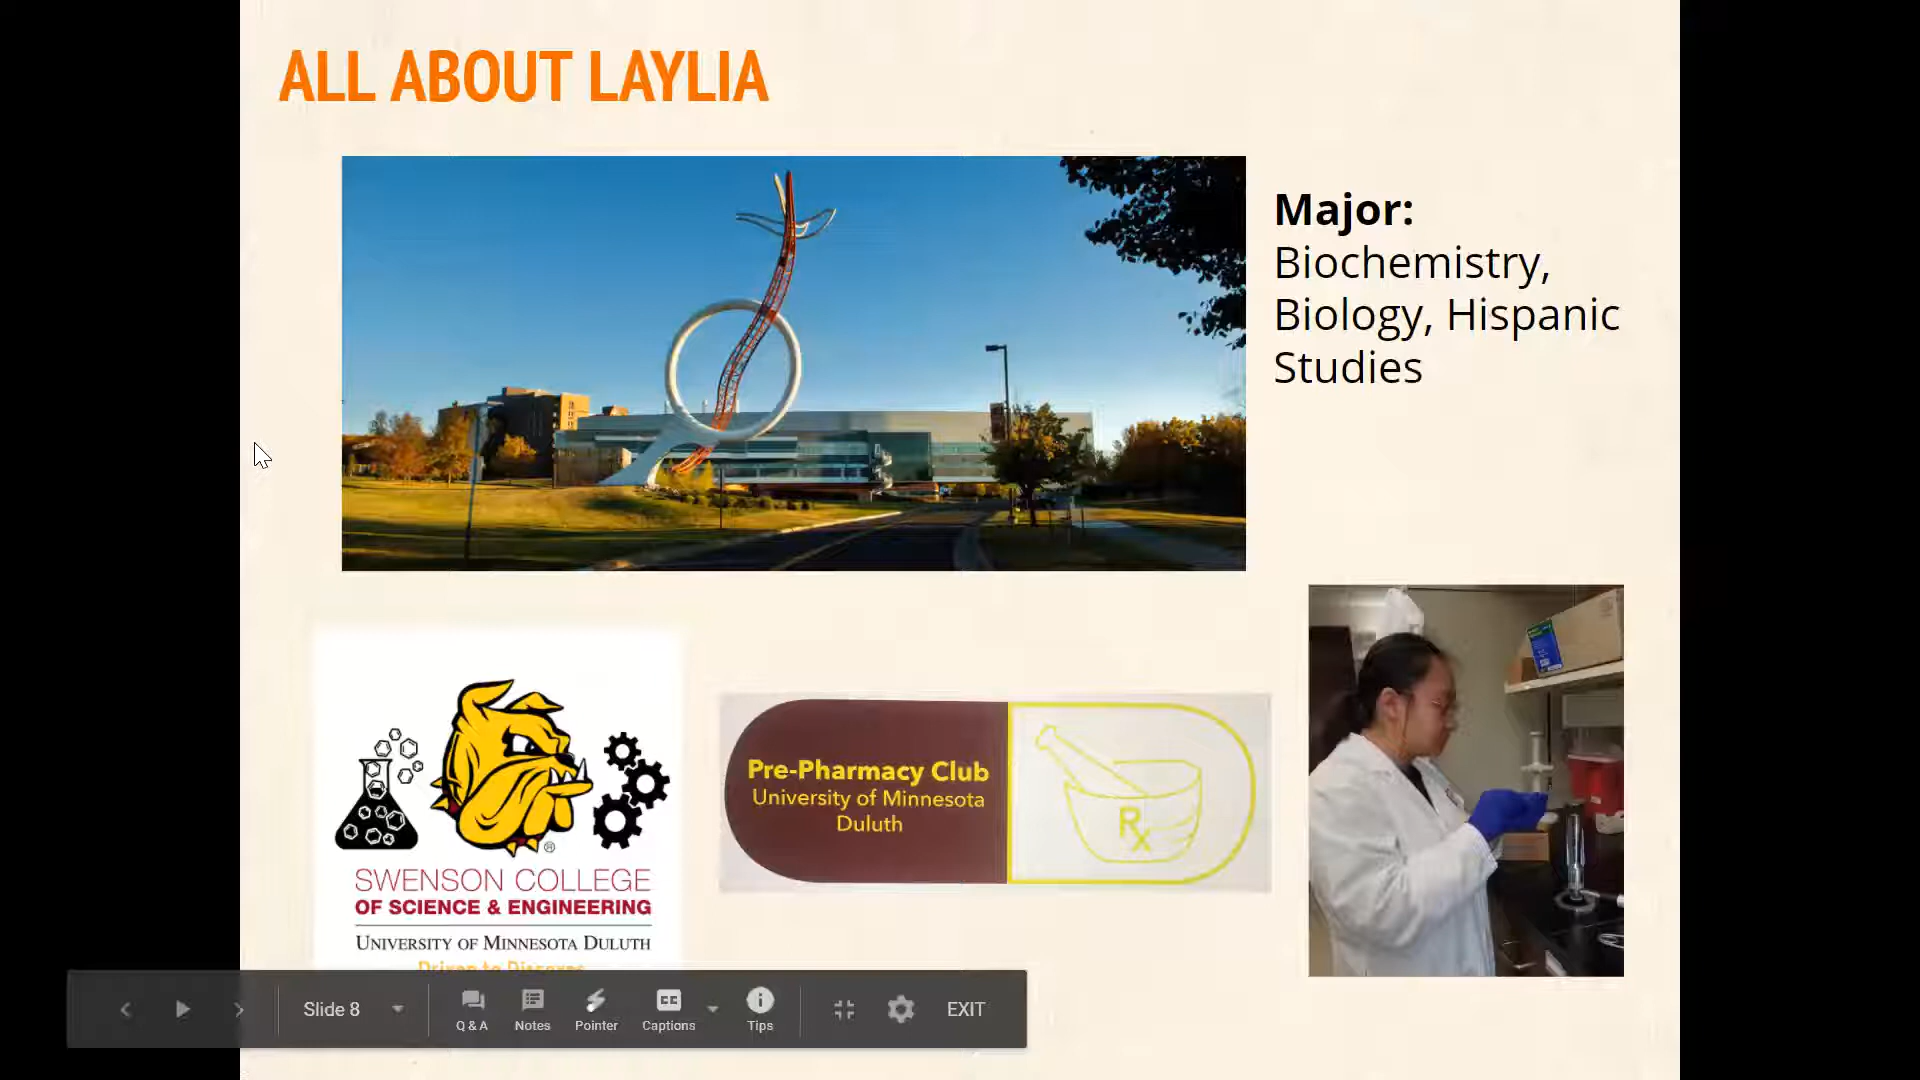 ALL ABOUT LAYLIA
Major:
Biochemistry,
Biology, Hispanic
Studies
SWENSON COLLEGE
OF SCIENCE & ENGINEERING
UNIVERSITY OF MINNESOTA DULUTH
Pre-Pharmacy Club
University of Minnesota
Duluth
Rx
Slide 8
Q & A
Notes
Pointer
CC
Captions
Tips
EXIT